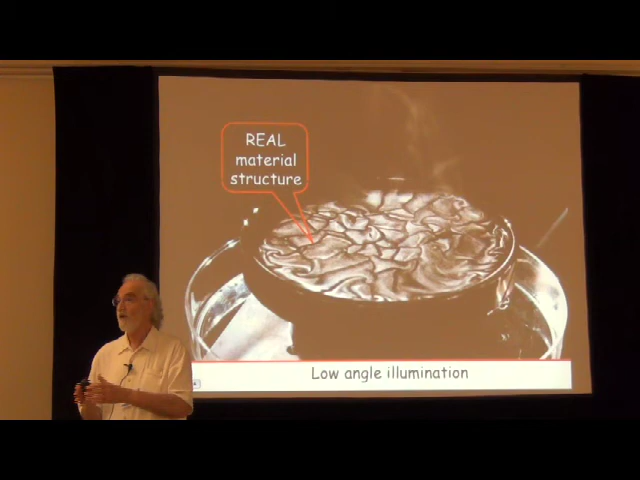 REAL
material
structure
Low angle illumination